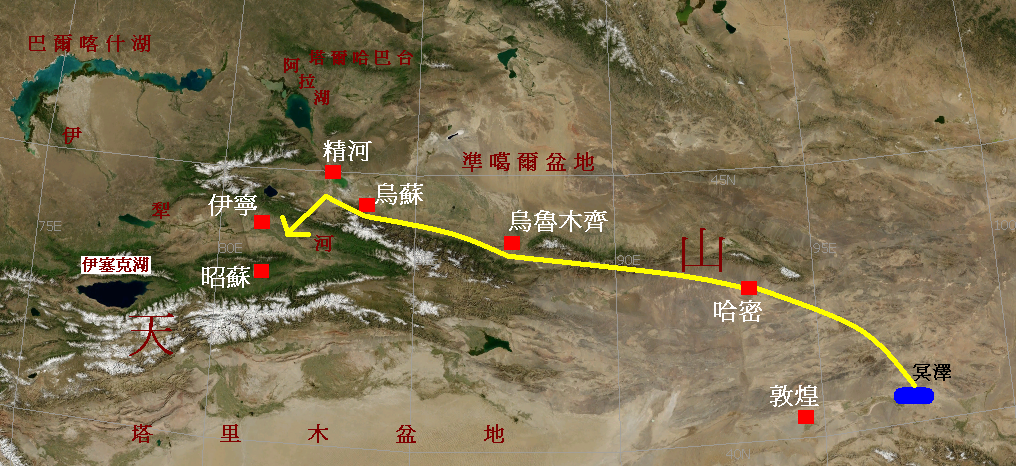 巴爾喀什湖
塔爾哈巴台
阿拉湖
伊犁河
精河
準噶爾盆地
45N
烏蘇
伊寧
烏魯木齊
75E
80E
90E
95E
伊塞克湖
昭蘇
天山
哈密
冥澤
敦煌
塔里木盆地
40N